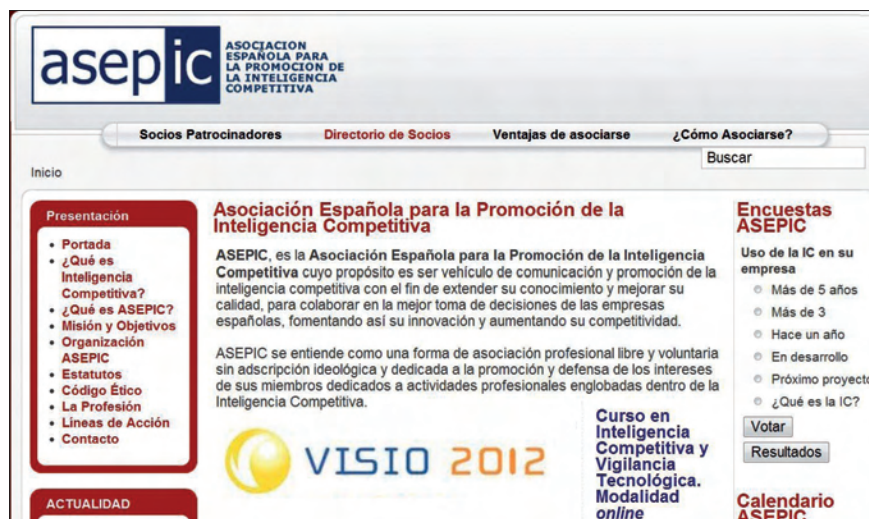 asepic
ASOCIACION
ESPAÑOLA PARA
LA PROMOCION DE
LA INTELIGENCIA
COMPETITIVA
Socios Patrocinadores
Directorio de Socios
Ventajas de asociarse
¿Cómo Asociarse?
Buscar
Inicio
Presentación
Portada
¿Qué es
Inteligencia
Competitiva?
¿Qué es ASEPIC?
Misión y Objetivos
Organización
ASEPIC
Estatutos
Código Ético
La Profesión
Líneas de Acción
Contacto
ACTUALIDAD
Asociación Española para la Promoción de la
Inteligencia Competitiva
ASEPIC, es la Asociación Española para la Promoción de la Inteligencia
Competitiva cuyo propósito es ser vehículo de comunicación y promoción de la
inteligencia competitiva con el fin de extender su conocimiento y mejorar su
calidad, para colaborar en la mejor toma de decisiones de las empresas
españolas, fomentando así su innovación y aumentando su competitividad.
ASEPIC se entiende como una forma de asociación profesional libre y voluntaria
sin adscripción ideológica y dedicada a la promoción y defensa de los intereses
de sus miembros dedicados a actividades profesionales englobadas dentro de la
Inteligencia Competitiva.
VISIO 2012
Curso en
Inteligencia
Competitiva y
Vigilancia
Tecnológica.
Modalidad
online
Encuestas
ASEPIC
Uso de la IC en su
empresa
Más de 5 años
Más de 3
Hace un año
En desarrollo
Próximo proyecto
¿Qué es la IC?
Votar
Resultados
Calendario
ASEPIC